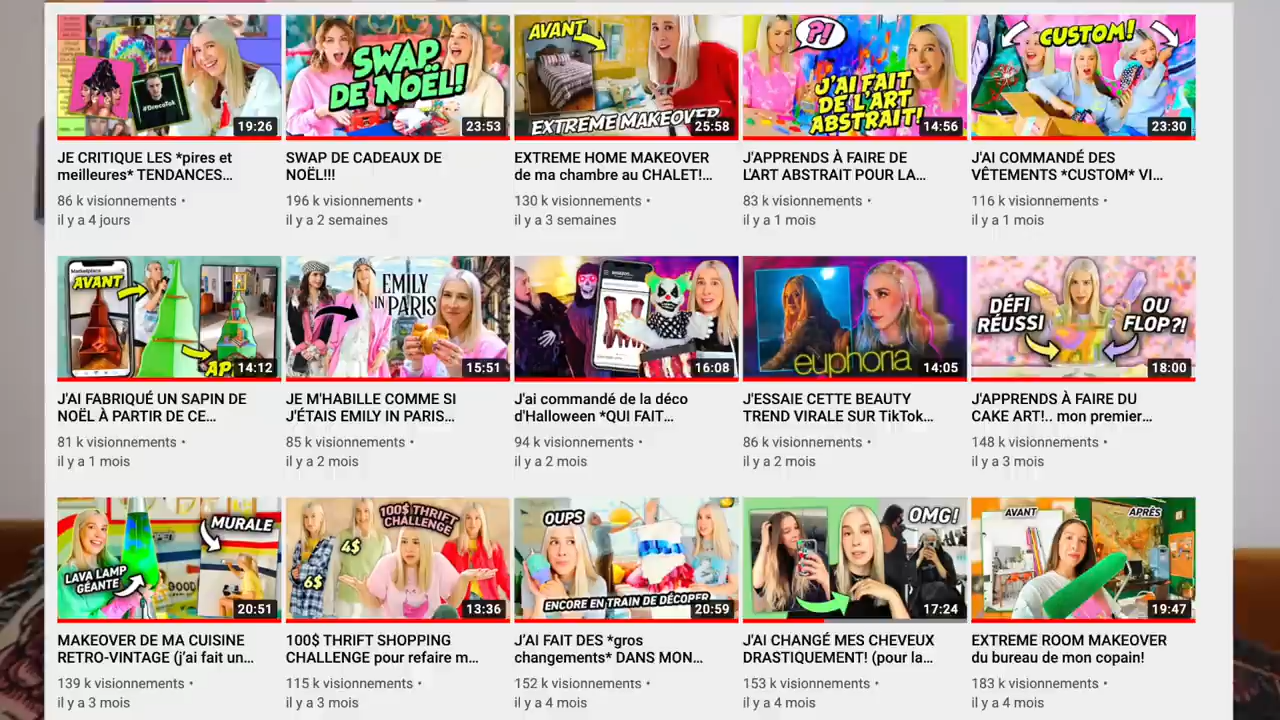 #DracoTok
19:26
SWAP
DE NOËL!
23:53
AVANT
EXTREME MAKEOVER
25:58
?!
J'AI FAIT
DE L'ART
ABSTRAIT!
14:56
CUSTOM!
23:30
JE CRITIQUE LES *pires et
meilleures* TENDANCES...
86 k visionnements •
il y a 4 jours
SWAP DE CADEAUX DE
NOËL!!!
196 k visionnements •
il y a 2 semaines
EXTREME HOME MAKEOVER
de ma chambre au CHALET!...
130 k visionnements •
il y a 3 semaines
J'APPRENDS À FAIRE DE
L'ART ABSTRAIT POUR LA...
83 k visionnements •
il y a 1 mois
J'AI COMMANDÉ DES
VÊTEMENTS *CUSTOM* VI...
116 k visionnements •
il y a 1 mois
Marketplace
AVANT
AP
14:12
EMILY
IN PARIS
15:51
16:08
euphoria
14:05
DÉFI
RÉUSSI
OU
FLOP?!
18:00
J'AI FABRIQUÉ UN SAPIN DE
NOËL À PARTIR DE CE...
81 k visionnements •
il y a 1 mois
JE M'HABILLE COMME SI
J'ÉTAIS EMILY IN PARIS...
85 k visionnements •
il y a 2 mois
J'ai commandé de la déco
d'Halloween *QUI FAIT...
94 k visionnements •
il y a 2 mois
J'ESSAIE CETTE BEAUTY
TREND VIRALE SUR TikTok...
86 k visionnements •
il y a 2 mois
J'APPRENDS À FAIRE DU
CAKE ART!.. mon premier...
148 k visionnements •
il y a 3 mois
MURALE
LAVA LAMP
GÉANTE
20:51
100$ THRIFT
CHALLENGE
4$
6$
13:36
OUPS
ENCORE EN TRAIN DE DÉCORER
20:59
OMG!
17:24
AVANT
APRÈS
19:47
MAKEOVER DE MA CUISINE
RETRO-VINTAGE (j'ai fait un...
139 k visionnements •
il y a 3 mois
100$ THRIFT SHOPPING
CHALLENGE pour refaire m...
115 k visionnements •
il y a 3 mois
J'AI FAIT DES *gros
changements* DANS MON...
152 k visionnements •
il y a 4 mois
J'AI CHANGÉ MES CHEVEUX
DRASTIQUEMENT! (pour la...
153 k visionnements •
il y a 4 mois
EXTREME ROOM MAKEOVER
du bureau de mon copain!
183 k visionnements •
il y a 4 mois